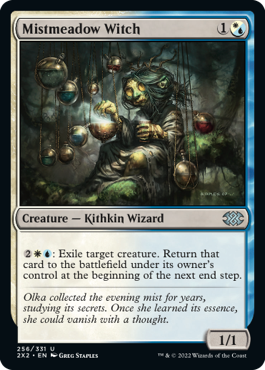 Mistmeadow Witch 1
Creature — Kithkin Wizard
2: Exile target creature. Return that
card to the battlefield under its owner's
control at the beginning of the next end step.
Olka collected the evening mist for years,
studying its secrets. Once she learned its essence,
she could vanish with a thought.
1/1
256/331 U
2X2 • EN Greg Staples
™ & © 2022 Wizards of the Coast